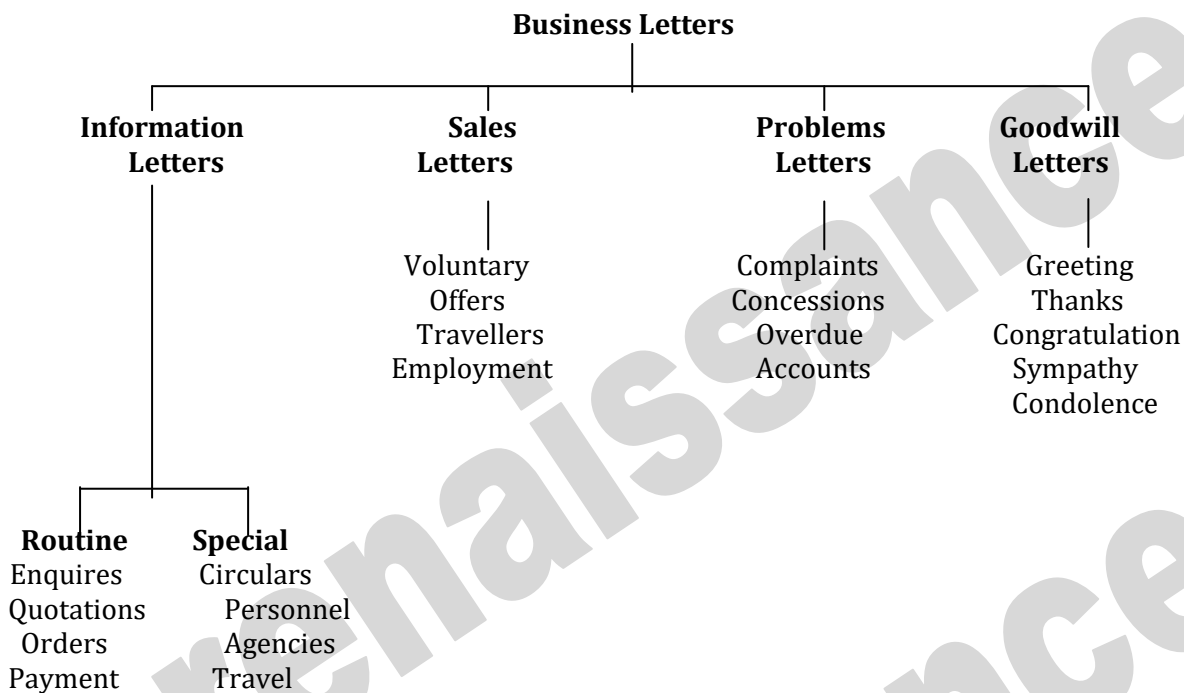 Business Letters
Information Letters
Sales Letters
Problems Letters
Goodwill Letters
Voluntary
Offers
Travellers
Employment
Complaints
Concessions
Overdue
Accounts
Greeting
Thanks
Congratulation
Sympathy
Condolence
Routine
Enquires
Quotations
Orders
Payment
Special
Circulars
Personnel
Agencies
Travel
renaissance